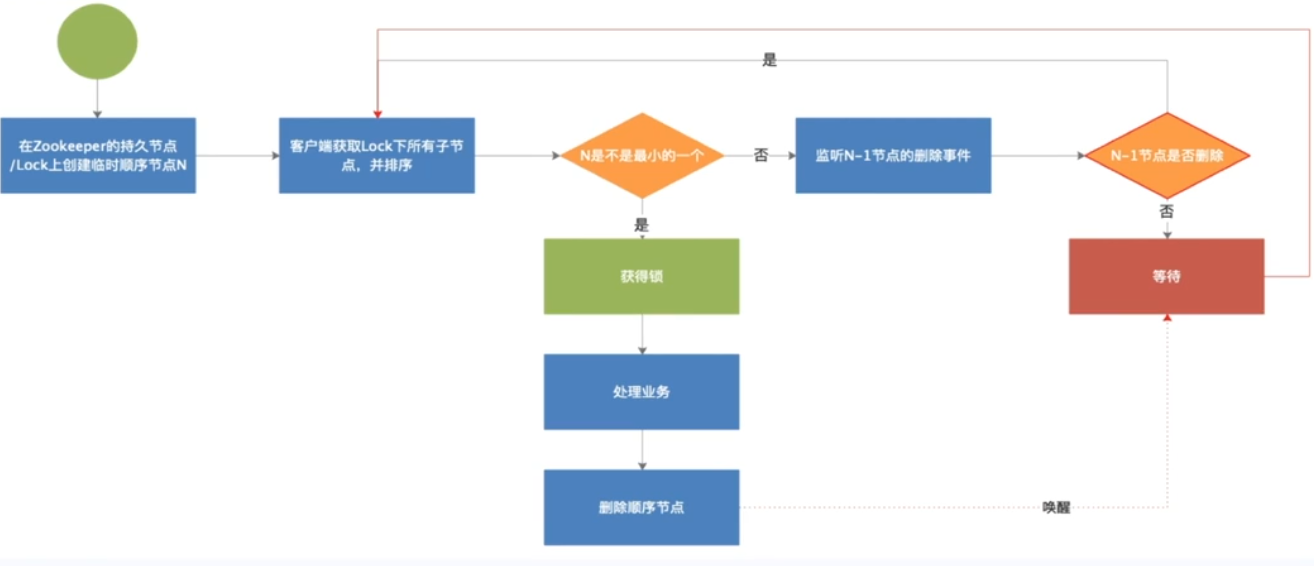 是
在Zookeeper的持久节点
/Lock上创建临时顺序节点N
客户端获取Lock下所有子节
点，并排序
N是不是最小的一个
否
监听N-1节点的删除事件
N-1节点是否删除
是
否
获得锁
等待
处理业务
删除顺序节点
唤醒